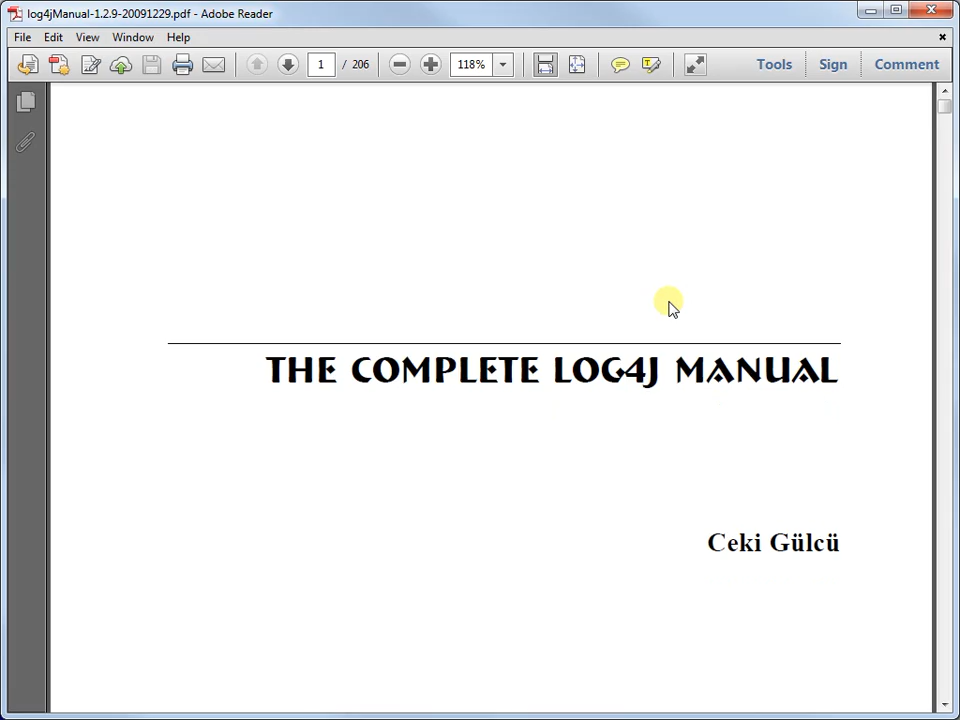 log4jManual-1.2.9-20091229.pdf - Adobe Reader
File Edit View Window Help
1 / 206 118% Tools Sign Comment
THE COMPLETE LOG4J MANUAL
Ceki Gülcü